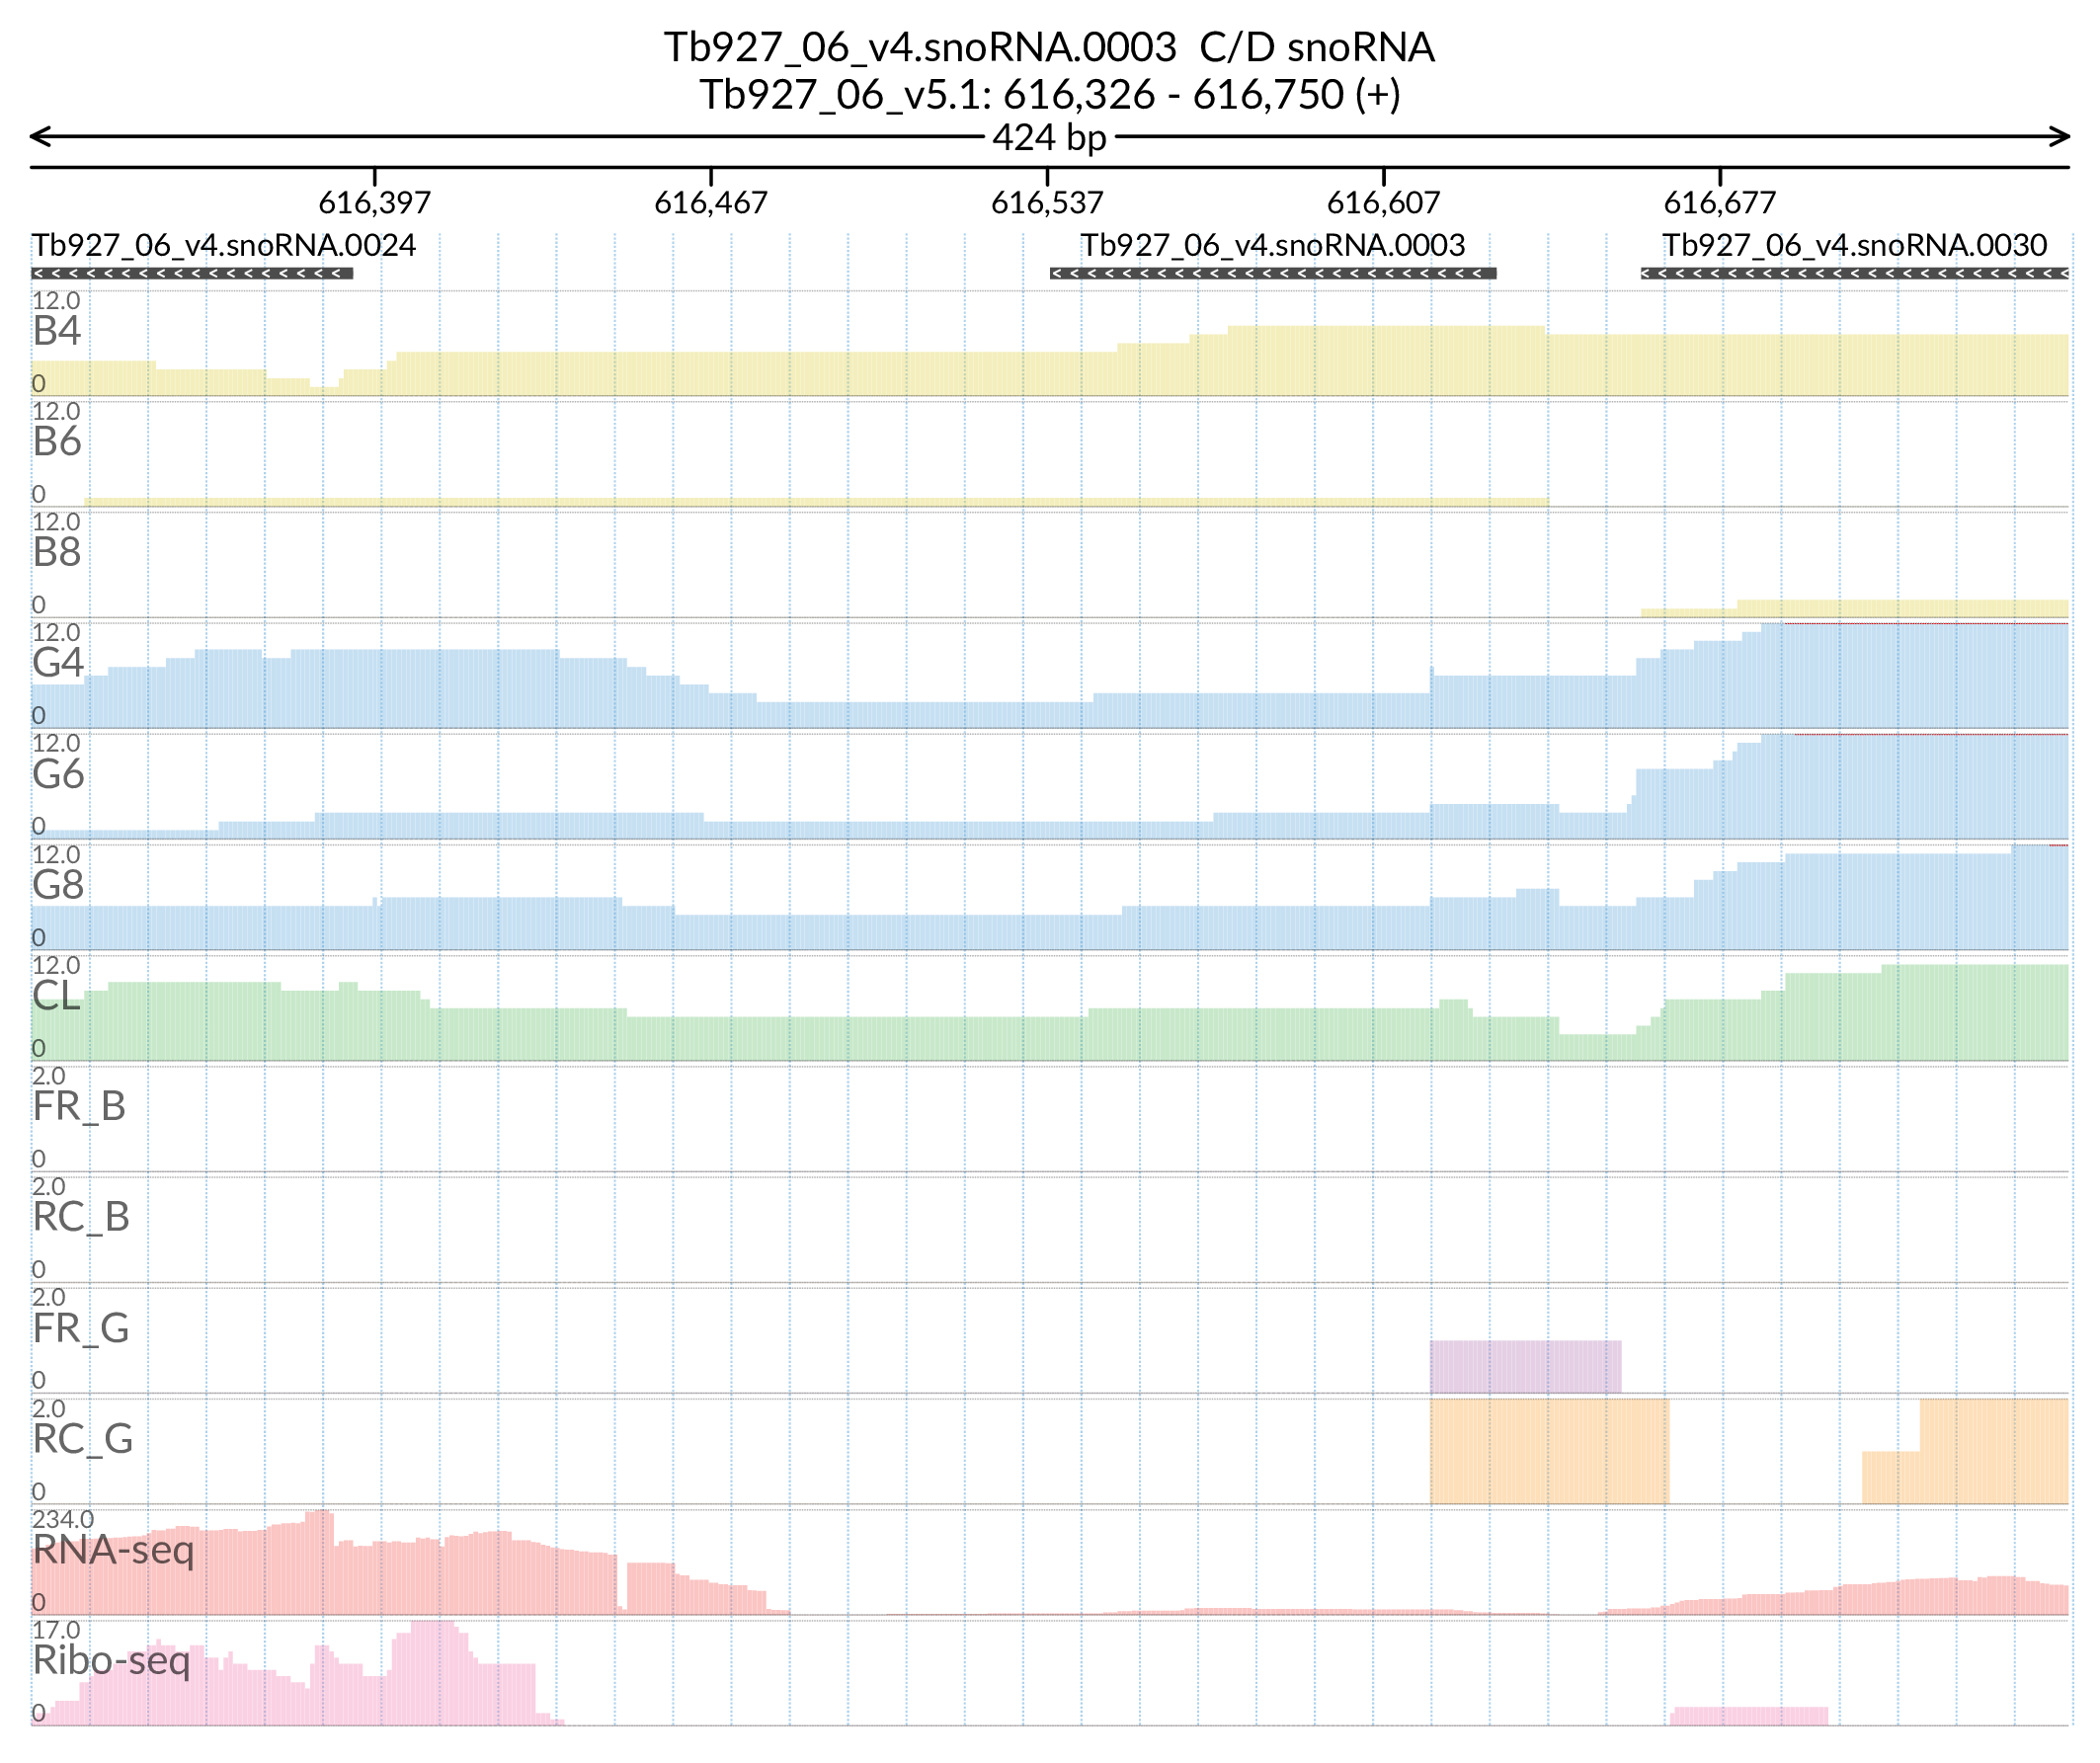 Tb927_06_v4.snoRNA.0003  C/D snoRNA
Tb927_06_v5.1: 616,326 - 616,750 (+)
424 bp
616,397 616,467 616,537 616,607 616,677
Tb927_06_v4.snoRNA.0024 Tb927_06_v4.snoRNA.0003 Tb927_06_v4.snoRNA.0030
12.0
B4
0
12.0
B6
0
12.0
B8
0
12.0
G4
0
12.0
G6
0
12.0
G8
0
12.0
CL
0
2.0
FR_B
0
2.0
RC_B
0
2.0
FR_G
0
2.0
RC_G
0
234.0
RNA-seq
0
17.0
Ribo-seq
0